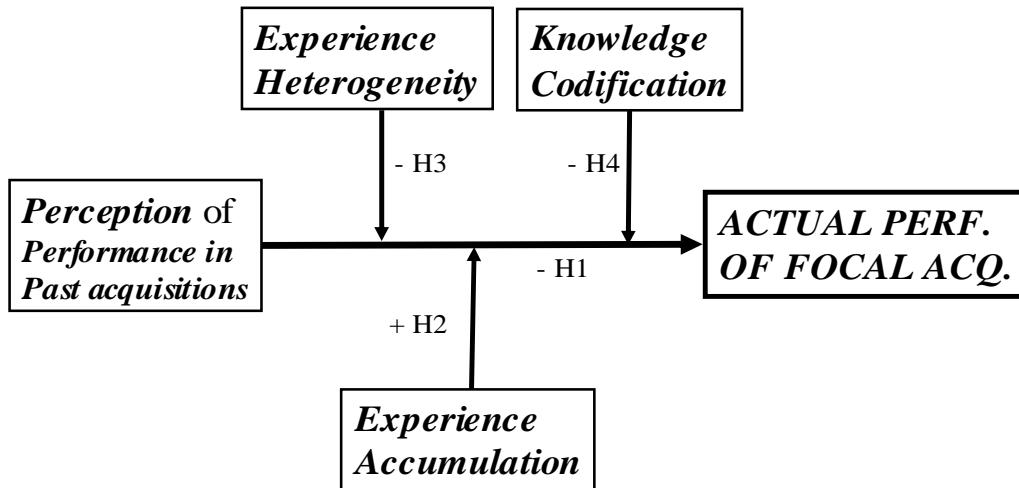 Experience
Heterogeneity
Knowledge
Codification
- H3
- H4
Perception of
Performance in
Past acquisitions
ACTUAL PERF.
OF FOCAL ACQ.
- H1
+ H2
Experience
Accumulation